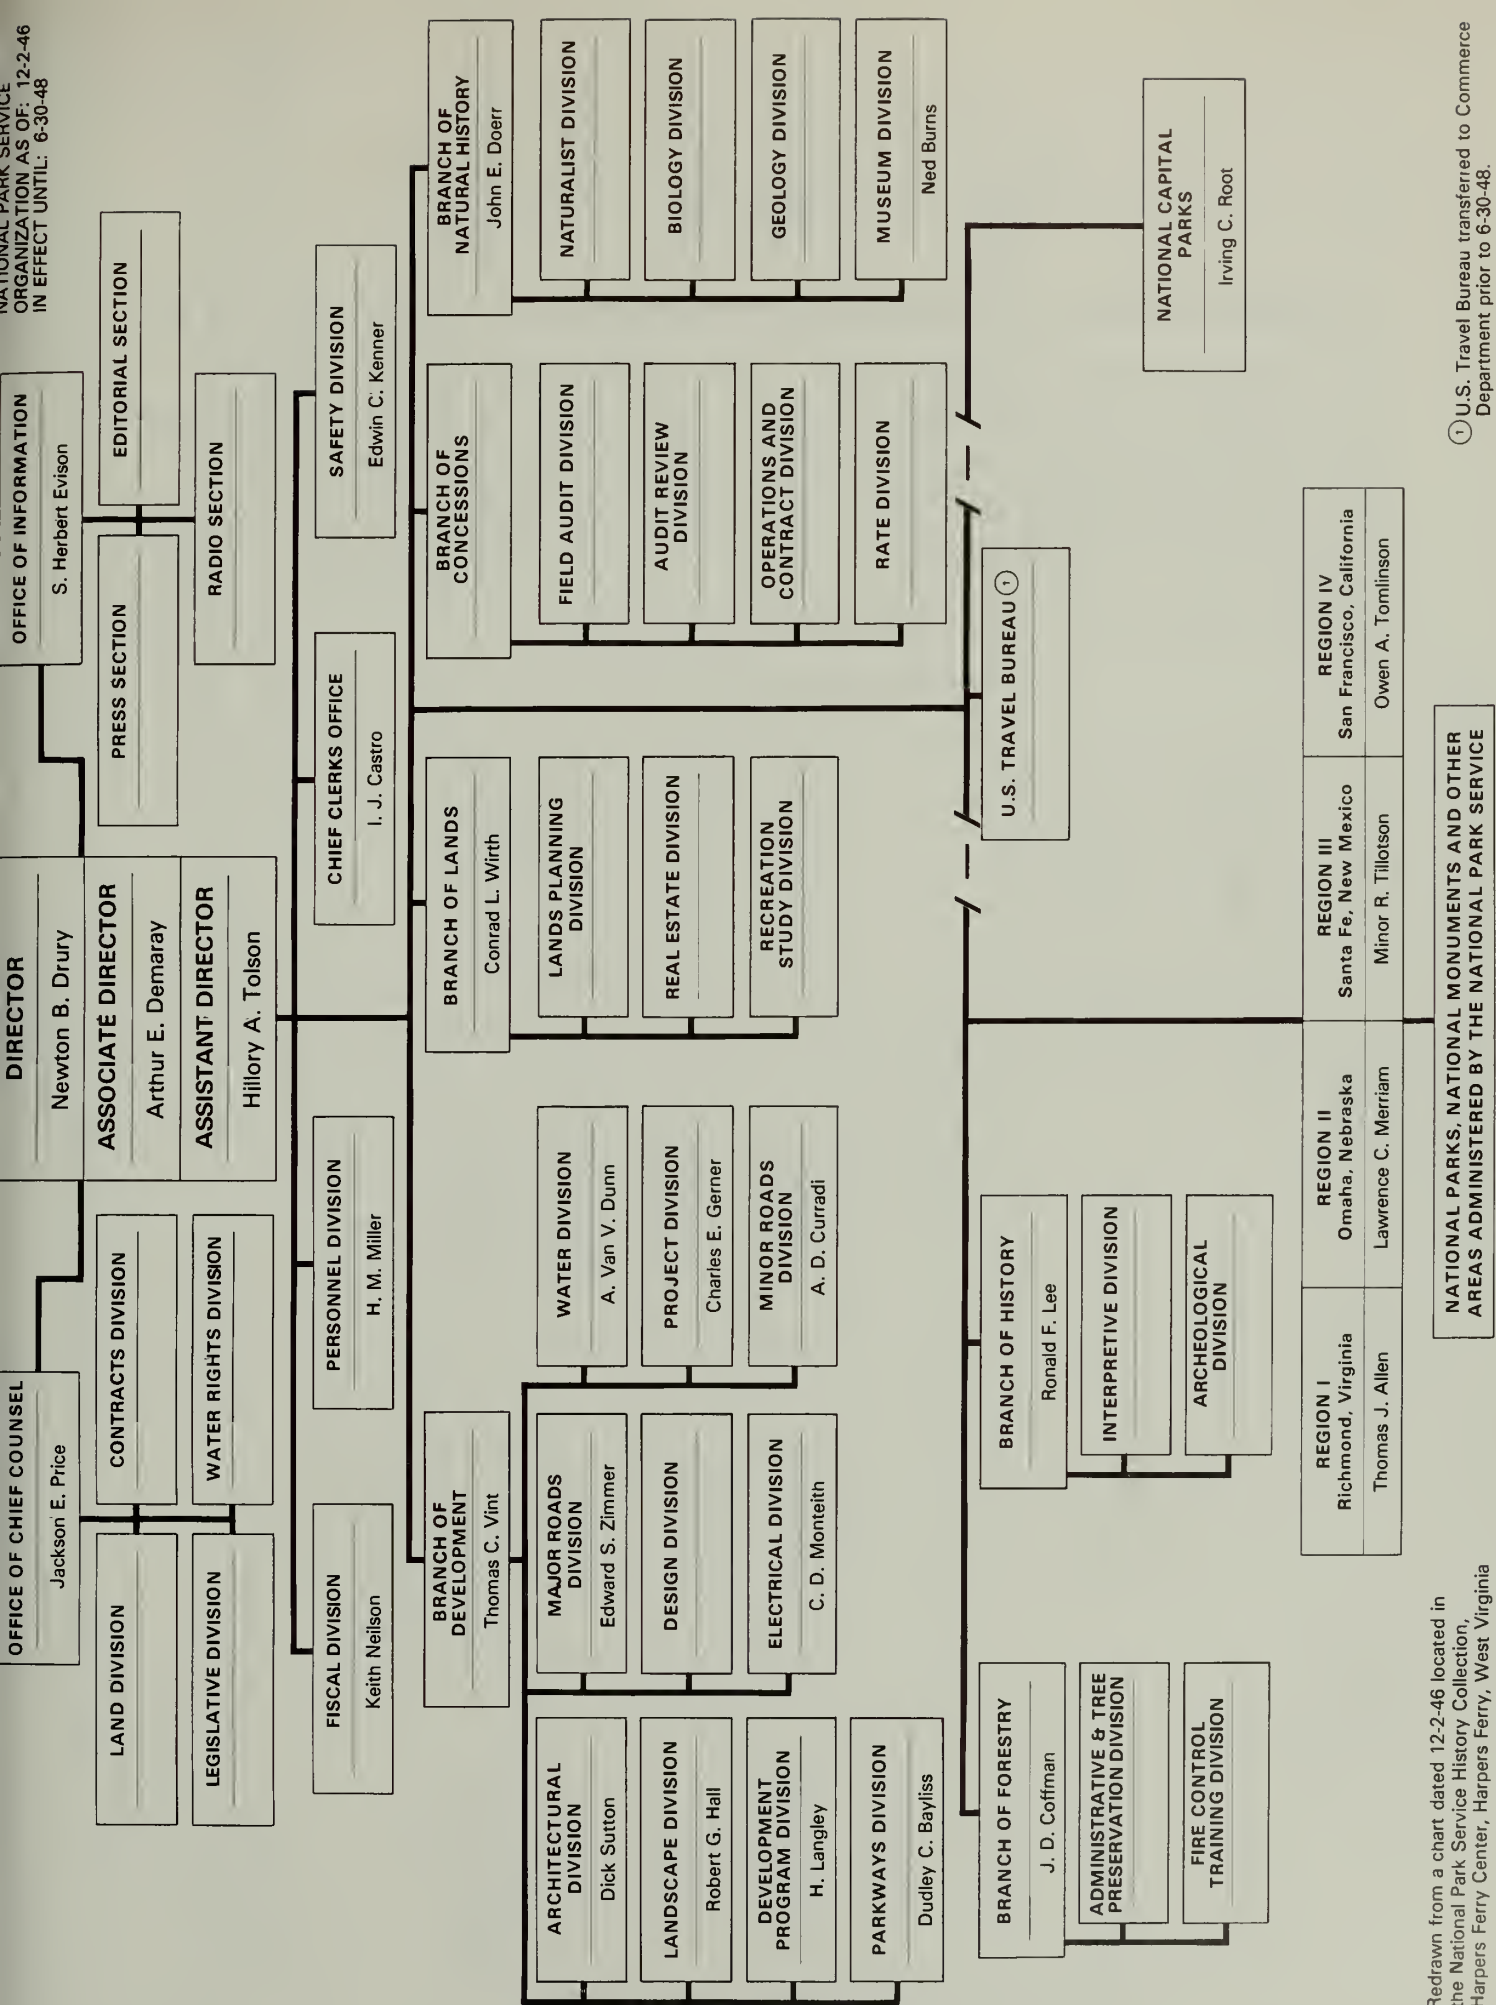 NATIONAL PARK SERVICE
ORGANIZATION AS OF: 12-2-46
IN EFFECT UNTIL: 6-30-48
OFFICE OF CHIEF COUNSEL
Jackson E. Price
LAND DIVISION
CONTRACTS DIVISION
LEGISLATIVE DIVISION
WATER RIGHTS DIVISION
DIRECTOR
Newton B. Drury
ASSOCIATE DIRECTOR
Arthur E. Demaray
ASSISTANT DIRECTOR
Hillory A. Tolson
OFFICE OF INFORMATION
S. Herbert Evison
PRESS SECTION
EDITORIAL SECTION
RADIO SECTION
FISCAL DIVISION
Keith Neilson
PERSONNEL DIVISION
H. M. Miller
CHIEF CLERKS OFFICE
I. J. Castro
SAFETY DIVISION
Edwin C. Kenner
BRANCH OF
DEVELOPMENT
Thomas C. Vint
ARCHITECTURAL
DIVISION
Dick Sutton
LANDSCAPE DIVISION
Robert G. Hall
DEVELOPMENT
PROGRAM DIVISION
H. Langley
PARKWAYS DIVISION
Dudley C. Bayliss
MAJOR ROADS
DIVISION
Edward S. Zimmer
DESIGN DIVISION
ELECTRICAL DIVISION
C. D. Monteith
WATER DIVISION
A. Van V. Dunn
PROJECT DIVISION
Charles E. Gerner
MINOR ROADS
DIVISION
A. D. Curradi
BRANCH OF LANDS
Conrad L. Wirth
LANDS PLANNING
DIVISION
REAL ESTATE DIVISION
RECREATION
STUDY DIVISION
BRANCH OF
CONCESSIONS
FIELD AUDIT DIVISION
AUDIT REVIEW
DIVISION
OPERATIONS AND
CONTRACT DIVISION
RATE DIVISION
BRANCH OF
NATURAL HISTORY
John E. Doerr
NATURALIST DIVISION
BIOLOGY DIVISION
GEOLOGY DIVISION
MUSEUM DIVISION
Ned Burns
BRANCH OF FORESTRY
J. D. Coffman
ADMINISTRATIVE & TREE
PRESERVATION DIVISION
FIRE CONTROL
TRAINING DIVISION
BRANCH OF HISTORY
Ronald F. Lee
INTERPRETIVE DIVISION
ARCHEOLOGICAL
DIVISION
U.S. TRAVEL BUREAU 1
NATIONAL CAPITAL
PARKS
Irving C. Root
REGION I
Richmond, Virginia
Thomas J. Allen
REGION II
Omaha, Nebraska
Lawrence C. Merriam
REGION III
Santa Fe, New Mexico
Minor R. Tillotson
REGION IV
San Francisco, California
Owen A. Tomlinson
NATIONAL PARKS, NATIONAL MONUMENTS AND OTHER
AREAS ADMINISTERED BY THE NATIONAL PARK SERVICE
Redrawn from a chart dated 12-2-46 located in
the National Park Service History Collection,
Harpers Ferry Center, Harpers Ferry, West Virginia
1 U.S. Travel Bureau transferred to Commerce
Department prior to 6-30-48.